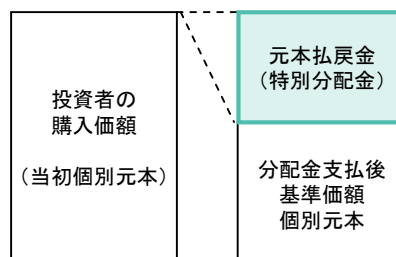 投資者の
購入価額
（当初個別元本）
元本払戻金
（特別分配金）
分配金支払後
基準価額
個別元本